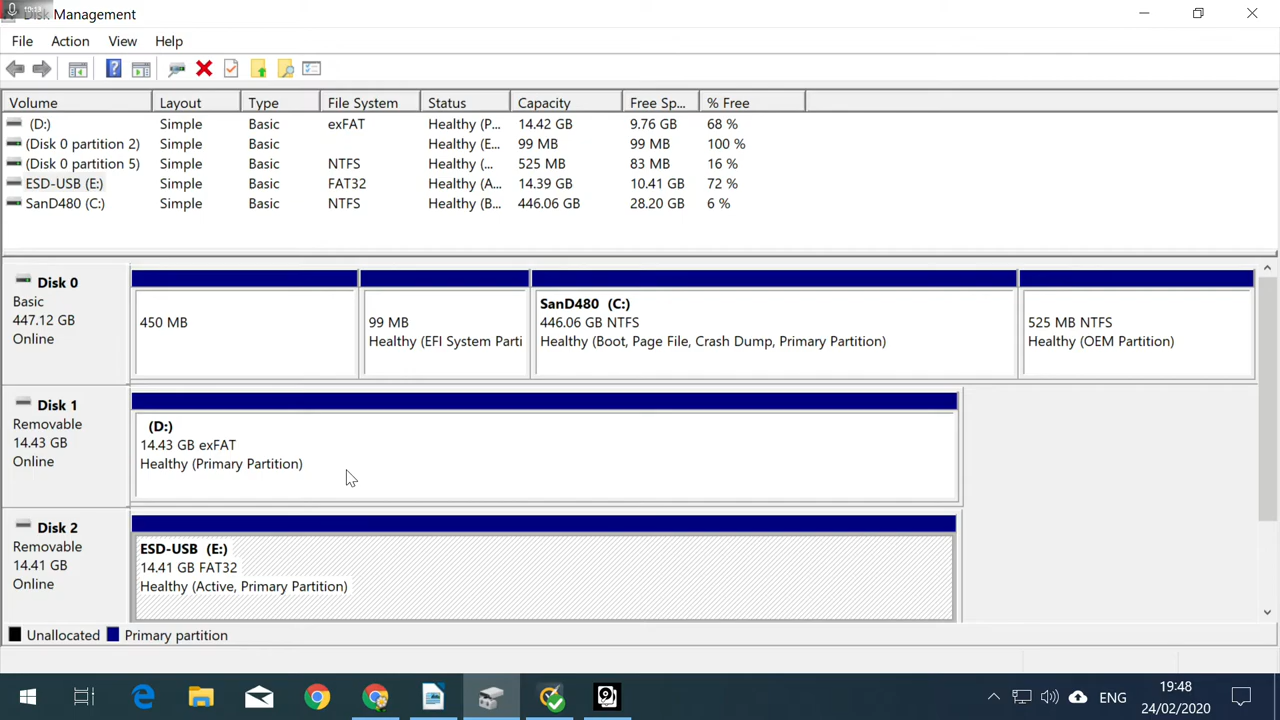 Disk Management
File Action View Help
Volume Layout Type File System Status Capacity Free Sp... % Free
(D:) Simple Basic exFAT Healthy (P... 14.42 GB 9.76 GB 68 %
(Disk 0 partition 2) Simple Basic Healthy (E... 99 MB 99 MB 100 %
(Disk 0 partition 5) Simple Basic NTFS Healthy (... 525 MB 83 MB 16 %
ESD-USB (E:) Simple Basic FAT32 Healthy (A... 14.39 GB 10.41 GB 72 %
SanD480 (C:) Simple Basic NTFS Healthy (B... 446.06 GB 28.20 GB 6 %
Disk 0
Basic
447.12 GB
Online
450 MB
99 MB
Healthy (EFI System Parti
SanD480 (C:)
446.06 GB NTFS
Healthy (Boot, Page File, Crash Dump, Primary Partition)
525 MB NTFS
Healthy (OEM Partition)
Disk 1
Removable
14.43 GB
Online
(D:)
14.43 GB exFAT
Healthy (Primary Partition)
Disk 2
Removable
14.41 GB
Online
ESD-USB (E:)
14.41 GB FAT32
Healthy (Active, Primary Partition)
Unallocated Primary partition
ENG
19:48
24/02/2020